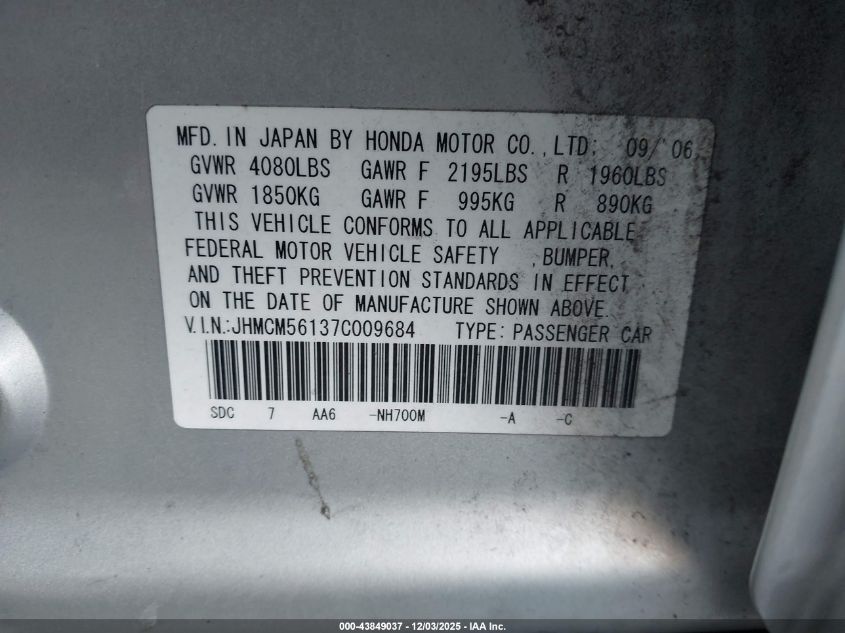 MFD. IN JAPAN BY HONDA MOTOR CO., LTD. 09/ 06
GVWR 4080LBS GAWR F 2195LBS R 1960LBS
GVWR 1850KG GAWR F 995KG R 890KG
THIS VEHICLE CONFORMS TO ALL APPLICABLE
FEDERAL MOTOR VEHICLE SAFETY , BUMPER,
AND THEFT PREVENTION STANDARDS IN EFFECT
ON THE DATE OF MANUFACTURE SHOWN ABOVE.
V.I.N.:JHMCM56137C009684 TYPE: PASSENGER CAR
SDC 7 AA6 -NH700M -A -C
000-43849037 - 12/03/2025 - IAA Inc.